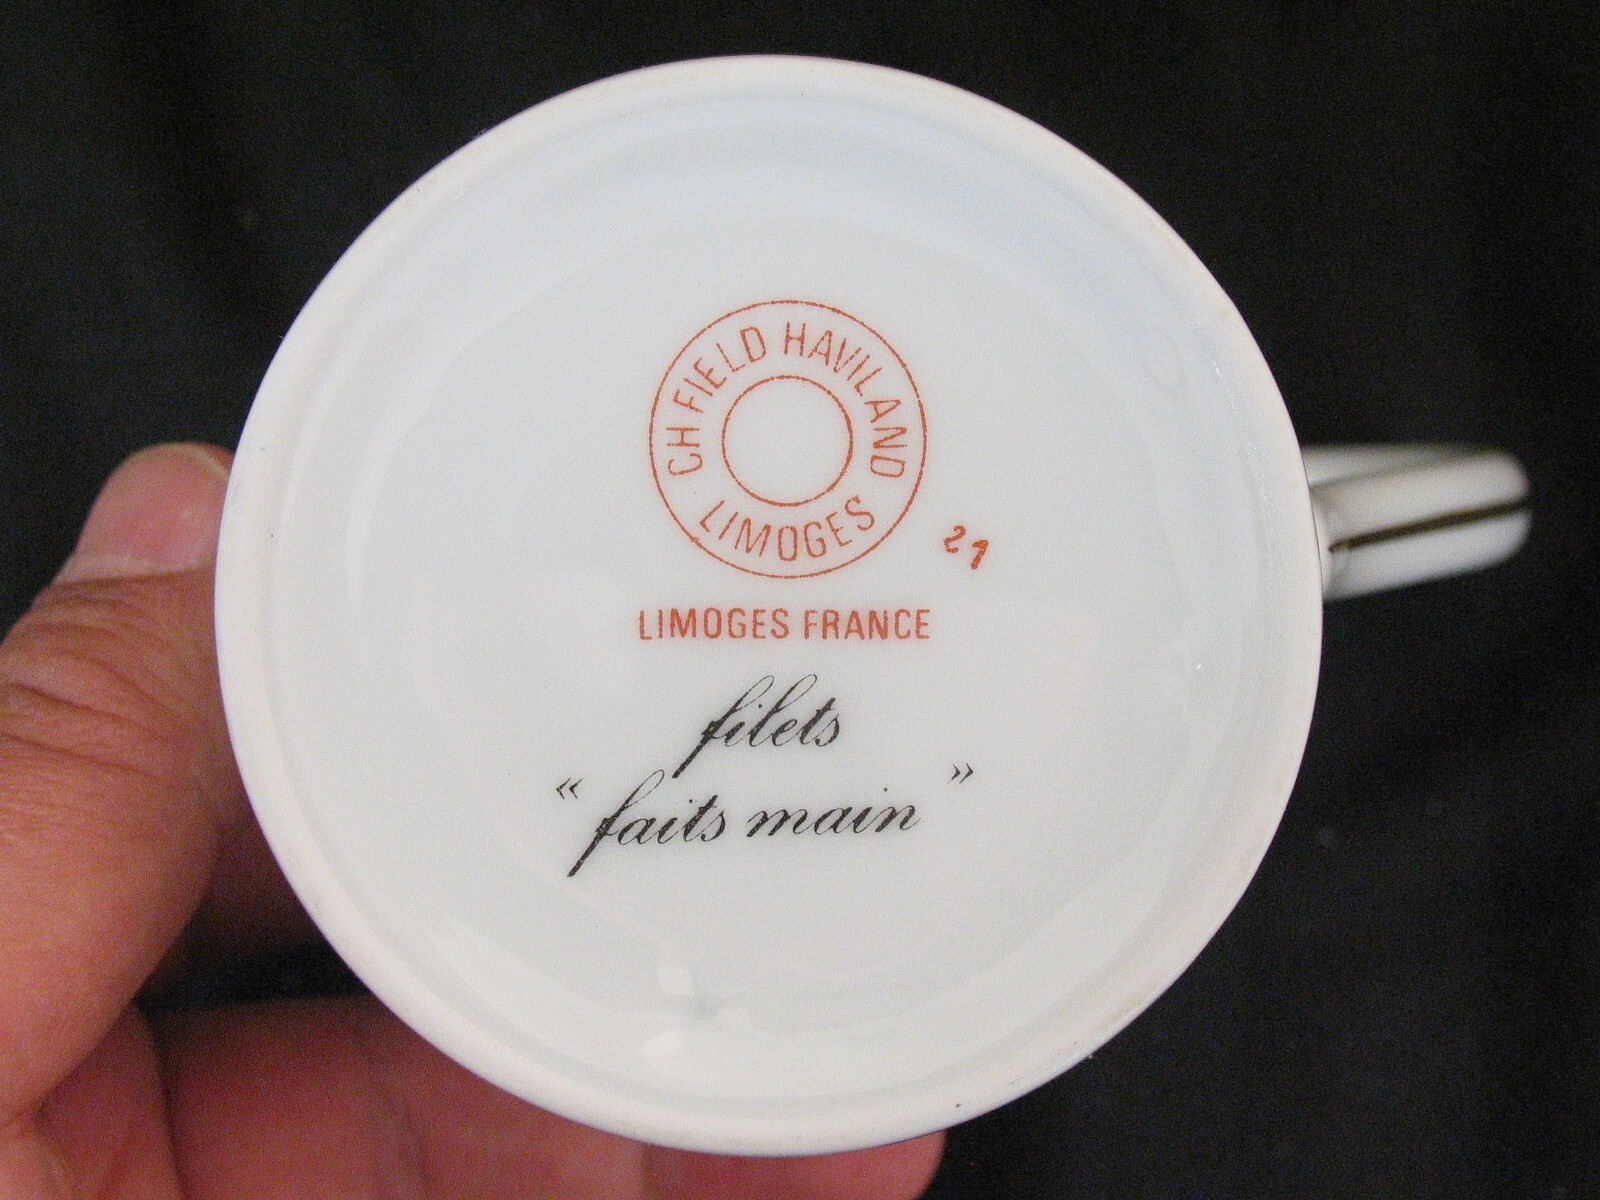 CH FIELD HAVILAND
LIMOGES
21
LIMOGES FRANCE
filets
« faits main »